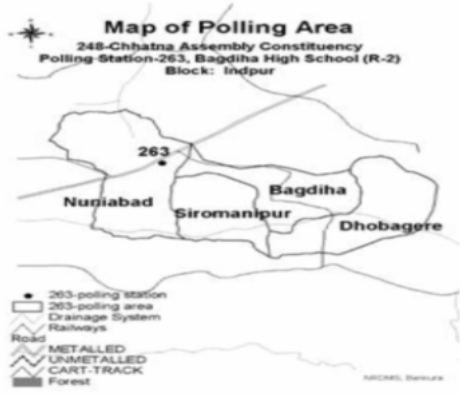 Map of Polling Area
248-Chhatna Assembly Constituency
Polling Station-263, Bagdiha High School (R-2)
Block: Indpur
263
Bagdiha
Nuniabad
Siromanipur
Dhobagere
263-polling station
263-polling area
Drainage System
Railways
Road
METALLED
UNMETALLED
CART-TRACK
Forest
NRDMS, Bankura